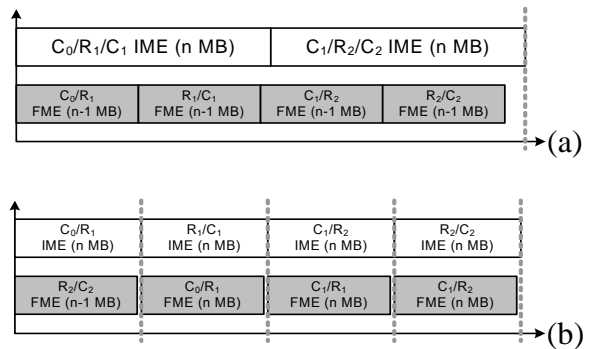 C₀/R₁/C₁ IME (n MB) C₁/R₂/C₂ IME (n MB)
C₀/R₁ R₁/C₁ C₁/R₂ R₂/C₂
FME (n-1 MB) FME (n-1 MB) FME (n-1 MB) FME (n-1 MB)
(a)
C₀/R₁ R₁/C₁ C₁/R₂ R₂/C₂
IME (n MB) IME (n MB) IME (n MB) IME (n MB)
R₂/C₂ C₀/R₁ C₁/R₁ C₁/R₂
FME (n-1 MB) FME (n MB) FME (n MB) FME (n MB)
(b)